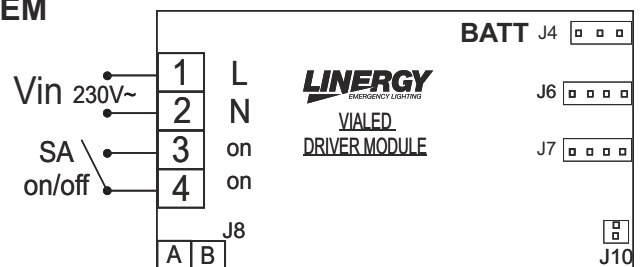 EM
BATT J4
1 L
LINERGY
EMERGENCY LIGHTING
J6
Vin 230V~
2 N
VIALED
DRIVER MODULE
SA
on/off
3 on
4 on
J7
J8
A B
J10